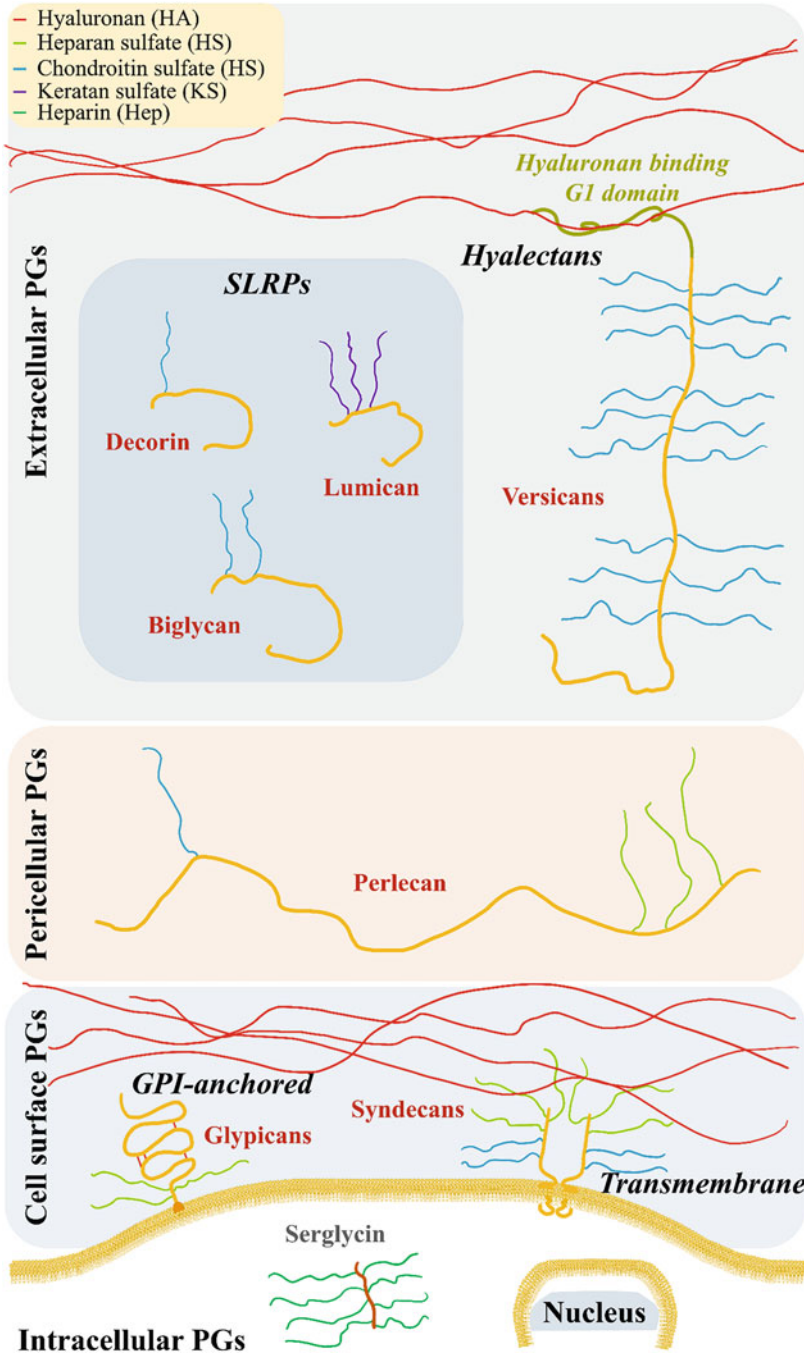 Hyaluronan (HA)
Heparan sulfate (HS)
Chondroitin sulfate (HS)
Keratan sulfate (KS)
Heparin (Hep)
Extracellular PGs
Hyaluronan binding
G1 domain
Hyalectans
SLRPs
Decorin
Lumican
Versicans
Biglycan
Pericellular PGs
Perlecan
Cell surface PGs
GPI-anchored
Glypicans
Syndecans
Transmembrane
Serglycin
Nucleus
Intracellular PGs